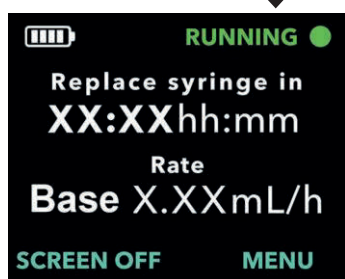 RUNNING
Replace syringe in
XX:XXhh:mm
Rate
Base X.XXmL/h
SCREEN OFF MENU